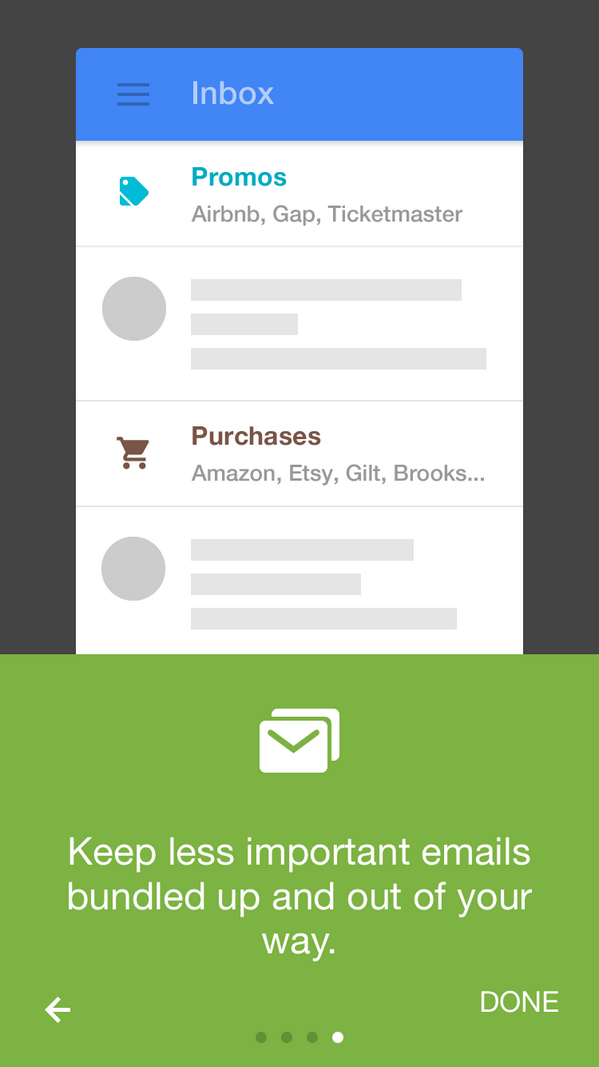 Inbox
Promos
Airbnb, Gap, Ticketmaster
Purchases
Amazon, Etsy, Gilt, Brooks...
Keep less important emails
bundled up and out of your
way.
DONE